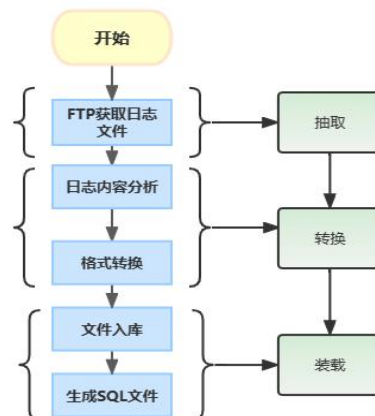 开始
FTP获取日志
文件
抽取
日志内容分析
转换
格式转换
文件入库
装载
生成SQL文件